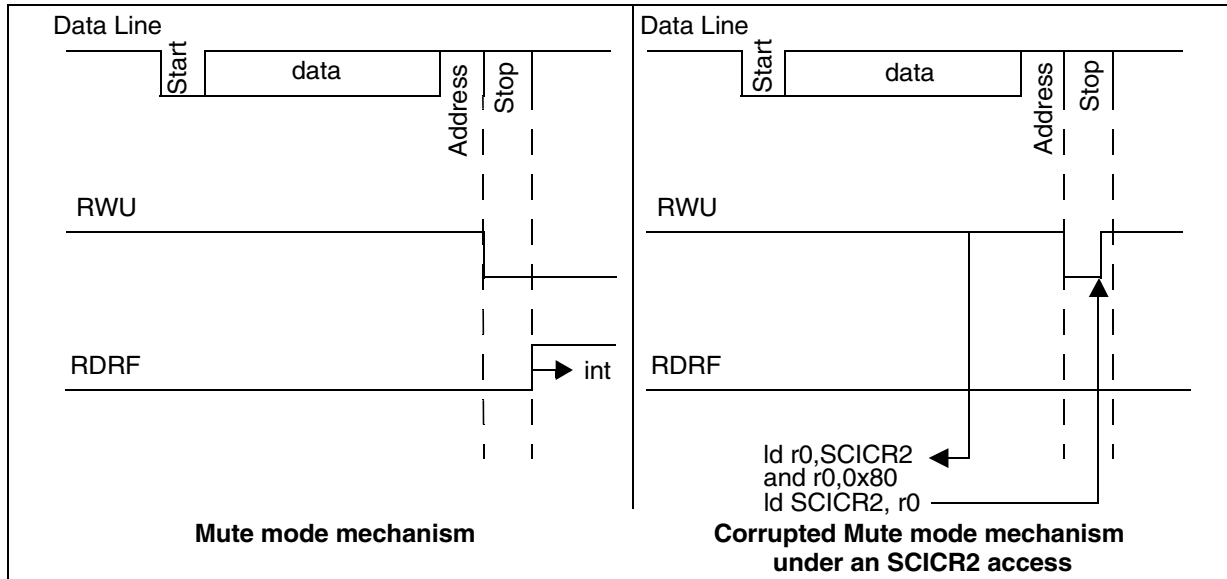 Data Line
Start
data
Address
Stop
RWU
RDRF
int
Mute mode mechanism
Data Line
Start
data
Address
Stop
RWU
RDRF
ld r0,SCICR2
and r0,0x80
ld SCICR2, r0
Corrupted Mute mode mechanism
under an SCICR2 access